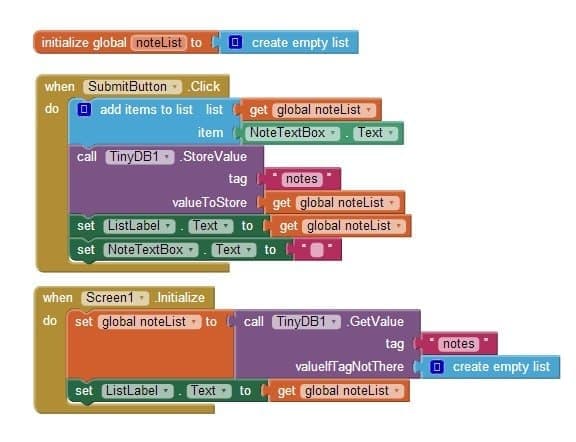 initialize global noteList to create empty list
when SubmitButton .Click
do add items to list list get global noteList
item NoteTextBox . Text
call TinyDB1 .StoreValue
tag " notes "
valueToStore get global noteList
set ListLabel . Text to get global noteList
set NoteTextBox . Text to " "
when Screen1 .Initialize
do set global noteList to call TinyDB1 .GetValue
tag " notes "
valueIfTagNotThere create empty list
set ListLabel . Text to get global noteList